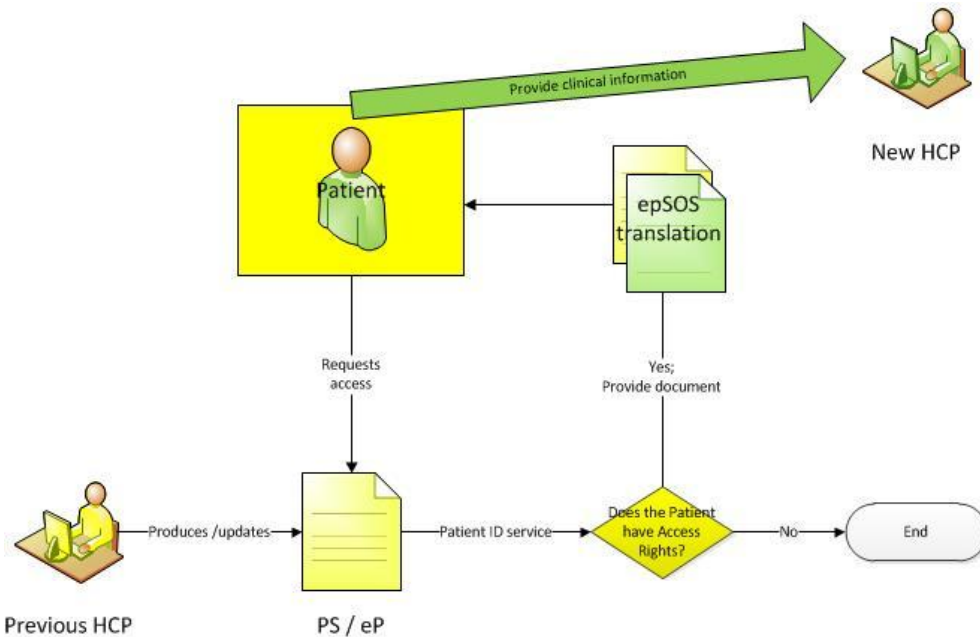 Provide clinical information
New HCP
Patient
epSOS
translation
Requests
access
Yes;
Provide document
Previous HCP
Produces /updates
PS / eP
Patient ID service
Does the Patient
have Access
Rights?
No
End